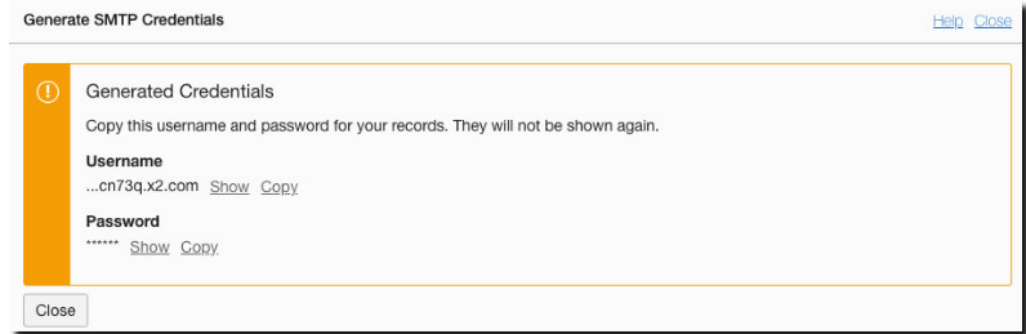 Generate SMTP Credentials Help Close
Generated Credentials
Copy this username and password for your records. They will not be shown again.
Username
...cn73q.x2.com Show Copy
Password
****** Show Copy
Close